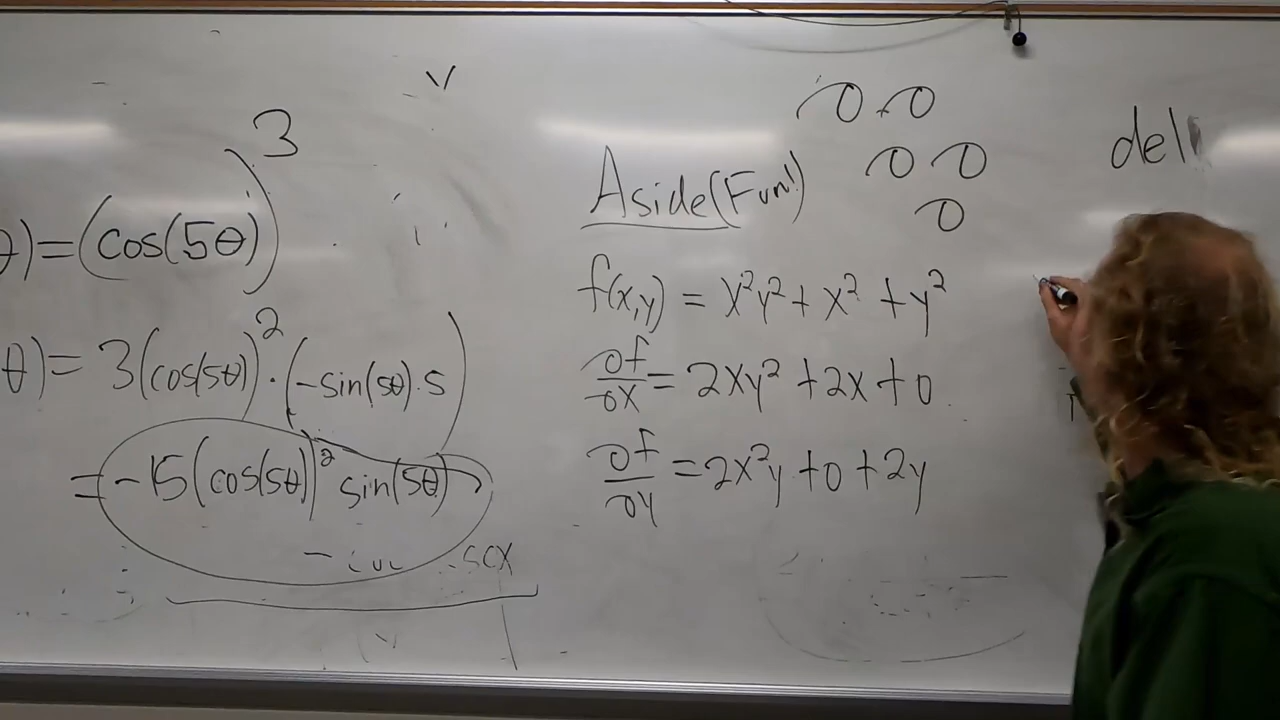 θ)=(cos(5θ))³
θ)= 3(cos(5θ))²·(-sin(5θ)·5)
=-15(cos(5θ))² sin(5θ)
Aside (Fun!)
∂ ∂
∂ ∂
∂
f(x,y) = x²y² + x² + y²
∂f/∂x = 2xy² + 2x + 0
∂f/∂y = 2x²y + 0 + 2y
del